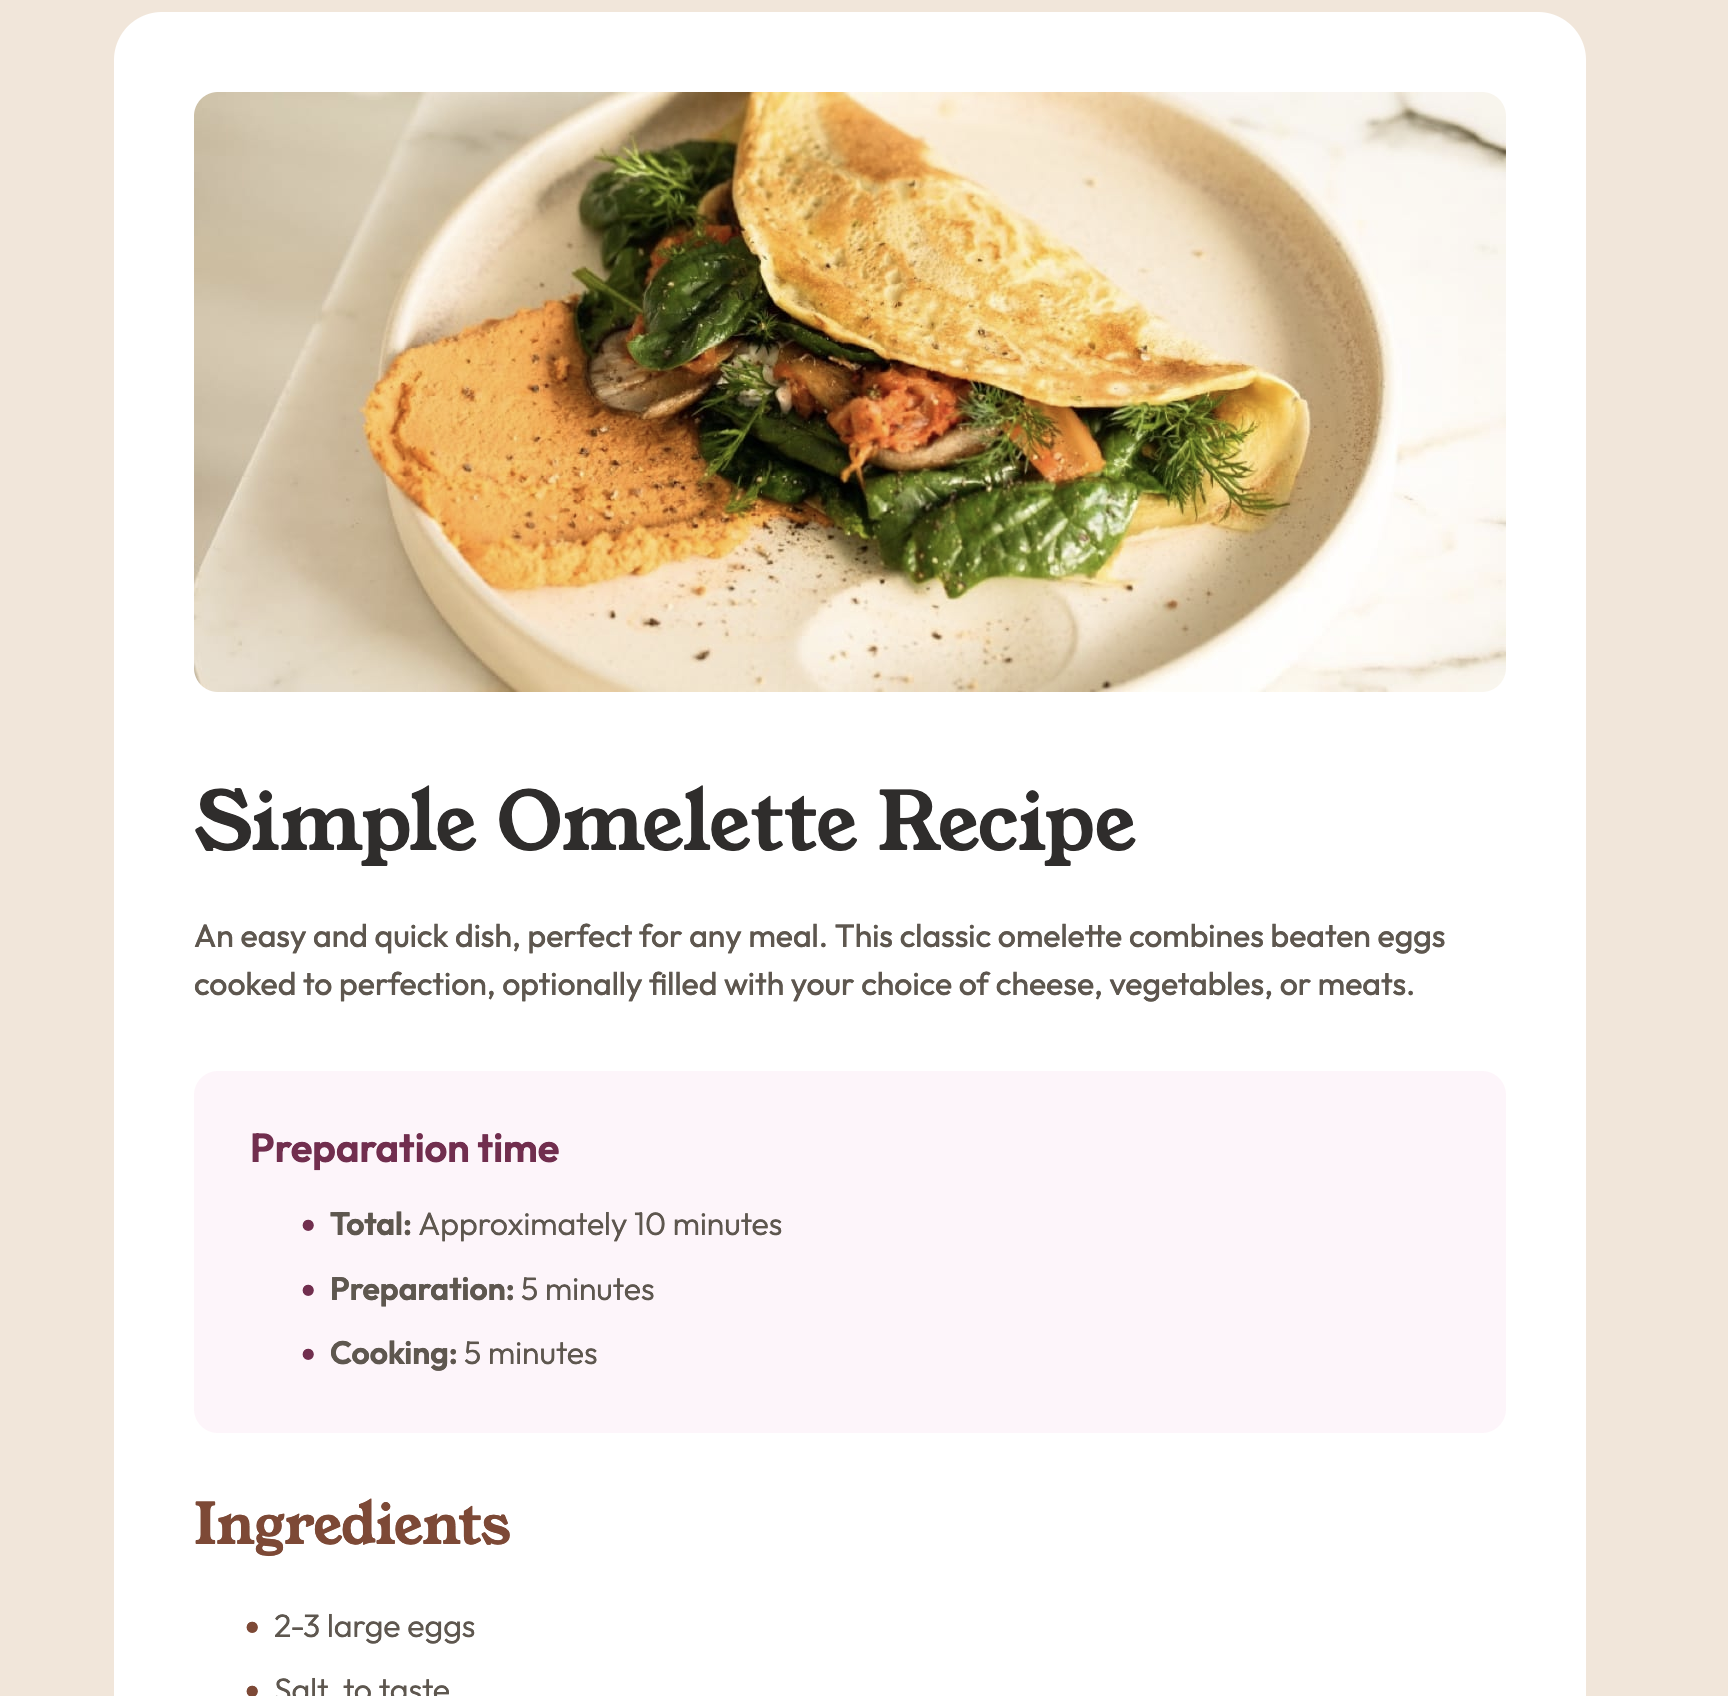 Simple Omelette Recipe
An easy and quick dish, perfect for any meal. This classic omelette combines beaten eggs
cooked to perfection, optionally filled with your choice of cheese, vegetables, or meats.
Preparation time
Total: Approximately 10 minutes
Preparation: 5 minutes
Cooking: 5 minutes
Ingredients
2-3 large eggs
Salt, to taste